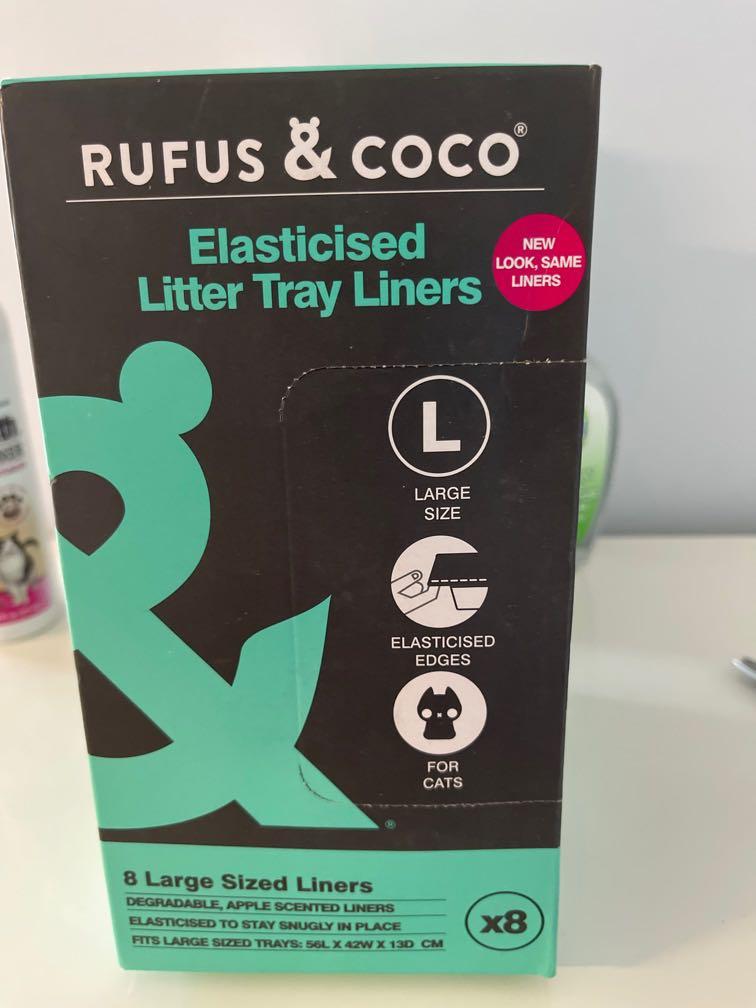 RUFUS & COCO®
Elasticised
Litter Tray Liners
NEW
LOOK, SAME
LINERS
L
LARGE
SIZE
ELASTICISED
EDGES
FOR
CATS
®
8 Large Sized Liners
DEGRADABLE, APPLE SCENTED LINERS
ELASTICISED TO STAY SNUGLY IN PLACE
FITS LARGE SIZED TRAYS: 56L X 42W X 13D CM
x8